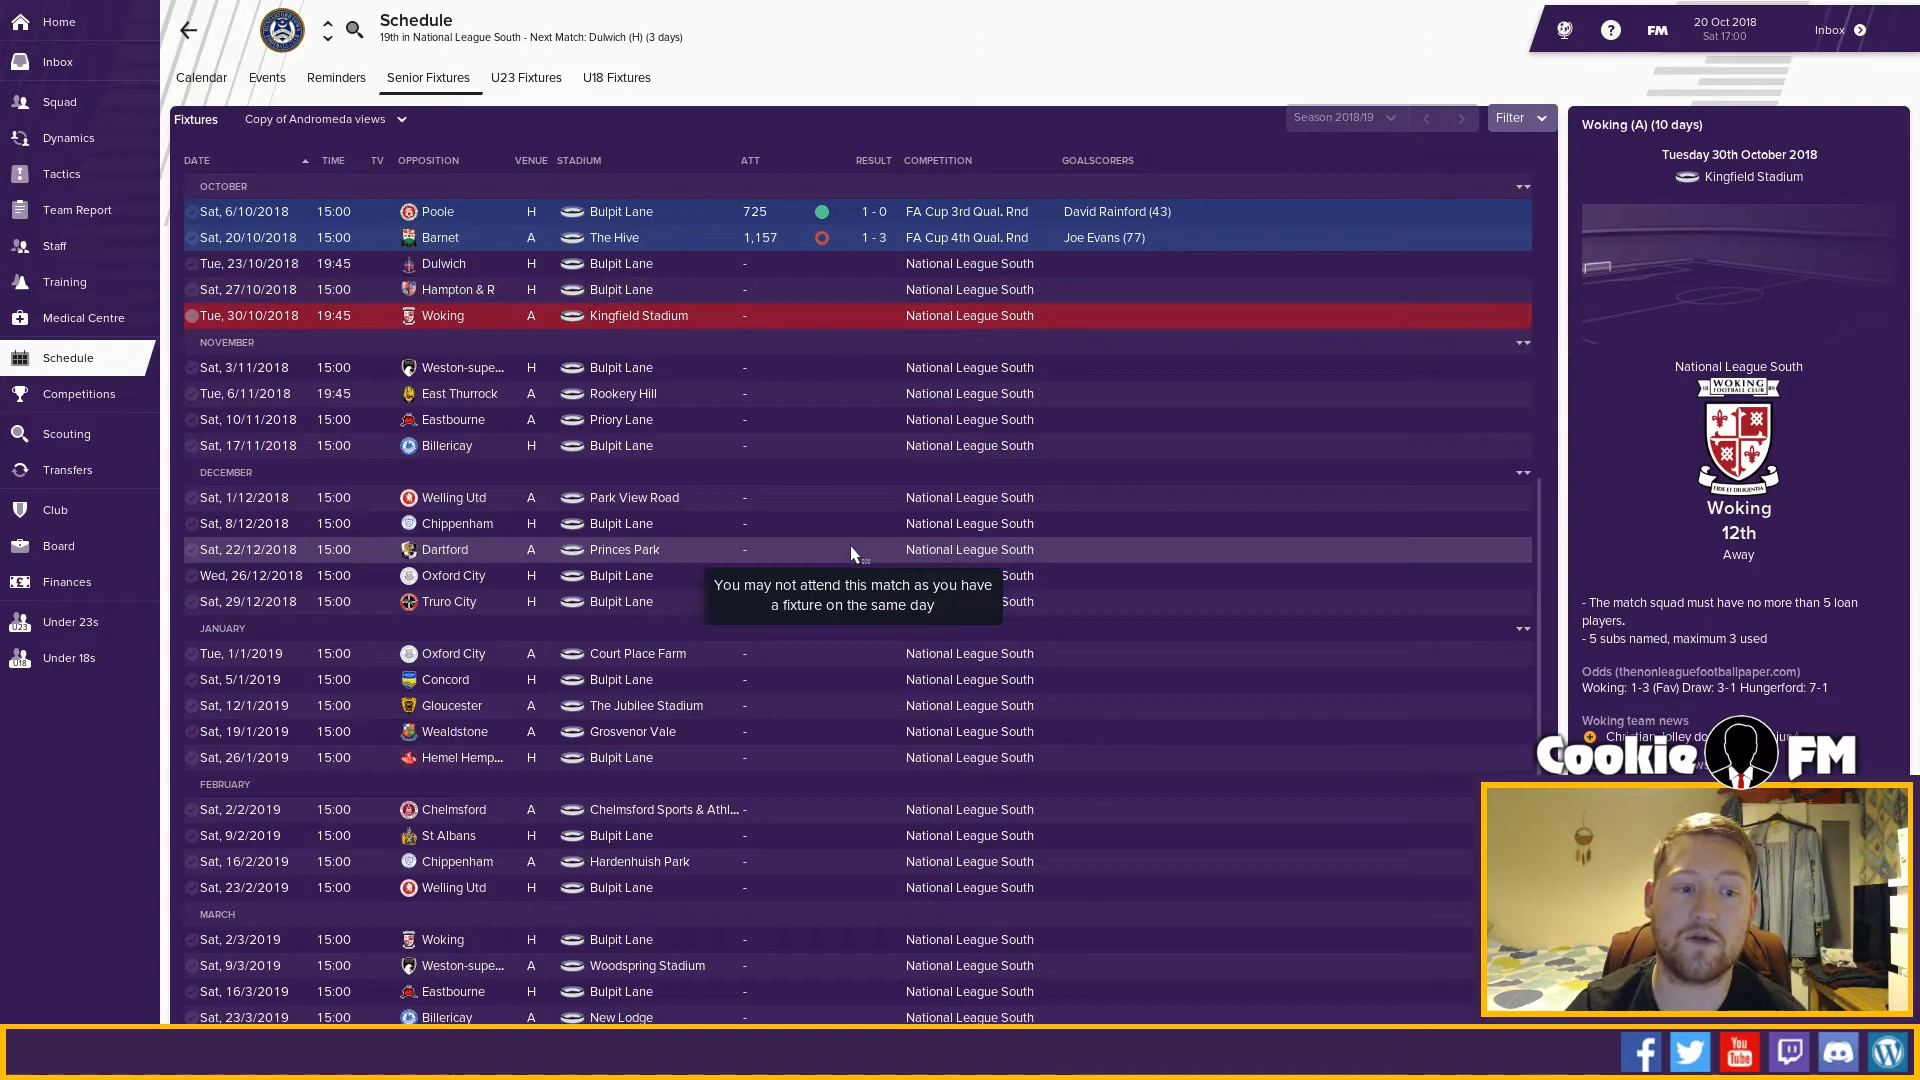 Home
Inbox
Squad
Dynamics
Tactics
Team Report
Staff
Training
Medical Centre
Schedule
Competitions
Scouting
Transfers
Club
Board
Finances
U23 Under 23s
U18 Under 18s
Schedule
19th in National League South - Next Match: Dulwich (H) (3 days)
? FM 20 Oct 2018
Sat 17:00
Inbox
Calendar Events Reminders Senior Fixtures U23 Fixtures U18 Fixtures
Fixtures Copy of Andromeda views Season 2018/19 Filter
DATE TIME TV OPPOSITION VENUE STADIUM ATT RESULT COMPETITION GOALSCORERS
OCTOBER
Sat, 6/10/2018 15:00 Poole H Bulpit Lane 725 1 - 0 FA Cup 3rd Qual. Rnd David Rainford (43)
Sat, 20/10/2018 15:00 Barnet A The Hive 1,157 1 - 3 FA Cup 4th Qual. Rnd Joe Evans (77)
Tue, 23/10/2018 19:45 Dulwich H Bulpit Lane - National League South
Sat, 27/10/2018 15:00 Hampton & R H Bulpit Lane - National League South
Tue, 30/10/2018 19:45 Woking A Kingfield Stadium - National League South
NOVEMBER
Sat, 3/11/2018 15:00 Weston-supe... H Bulpit Lane - National League South
Tue, 6/11/2018 19:45 East Thurrock A Rookery Hill - National League South
Sat, 10/11/2018 15:00 Eastbourne A Priory Lane - National League South
Sat, 17/11/2018 15:00 Billericay H Bulpit Lane - National League South
DECEMBER
Sat, 1/12/2018 15:00 Welling Utd A Park View Road - National League South
Sat, 8/12/2018 15:00 Chippenham H Bulpit Lane - National League South
Sat, 22/12/2018 15:00 Dartford A Princes Park - National League South
Wed, 26/12/2018 15:00 Oxford City H Bulpit Lane South
Sat, 29/12/2018 15:00 Truro City H Bulpit Lane South
You may not attend this match as you have
a fixture on the same day
JANUARY
Tue, 1/1/2019 15:00 Oxford City A Court Place Farm - National League South
Sat, 5/1/2019 15:00 Concord H Bulpit Lane - National League South
Sat, 12/1/2019 15:00 Gloucester A The Jubilee Stadium - National League South
Sat, 19/1/2019 15:00 Wealdstone A Grosvenor Vale - National League South
Sat, 26/1/2019 15:00 Hemel Hemp... H Bulpit Lane - National League South
FEBRUARY
Sat, 2/2/2019 15:00 Chelmsford A Chelmsford Sports & Athl... - National League South
Sat, 9/2/2019 15:00 St Albans H Bulpit Lane - National League South
Sat, 16/2/2019 15:00 Chippenham A Hardenhuish Park - National League South
Sat, 23/2/2019 15:00 Welling Utd H Bulpit Lane - National League South
MARCH
Sat, 2/3/2019 15:00 Woking H Bulpit Lane - National League South
Sat, 9/3/2019 15:00 Weston-supe... A Woodspring Stadium - National League South
Sat, 16/3/2019 15:00 Eastbourne H Bulpit Lane - National League South
Sat, 23/3/2019 15:00 Billericay A New Lodge - National League South
Woking (A) (10 days)
Tuesday 30th October 2018
Kingfield Stadium
National League South
WOKING
FOOTBALL CLUB
Woking
12th
Away
- The match squad must have no more than 5 loan
players.
- 5 subs named, maximum 3 used
Odds (thenonleaguefootballpaper.com)
Woking: 1-3 (Fav) Draw: 3-1 Hungerford: 7-1
Woking team news
Cookie FM
You
Tube